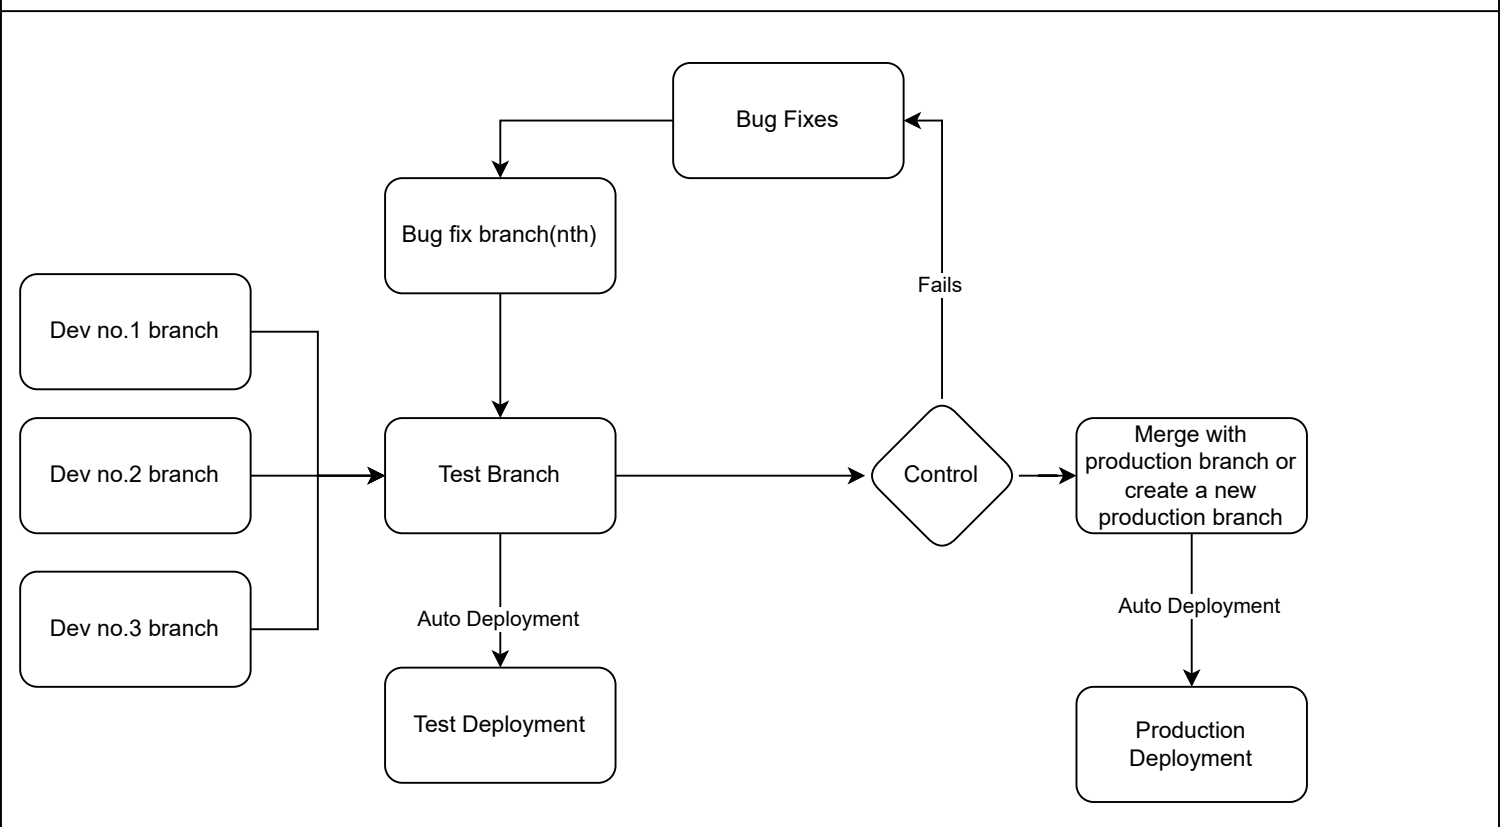 Bug Fixes
Bug fix branch(nth)
Fails
Dev no.1 branch
Dev no.2 branch
Test Branch
Control
Merge with
production branch or
create a new
production branch
Dev no.3 branch
Auto Deployment
Auto Deployment
Test Deployment
Production
Deployment